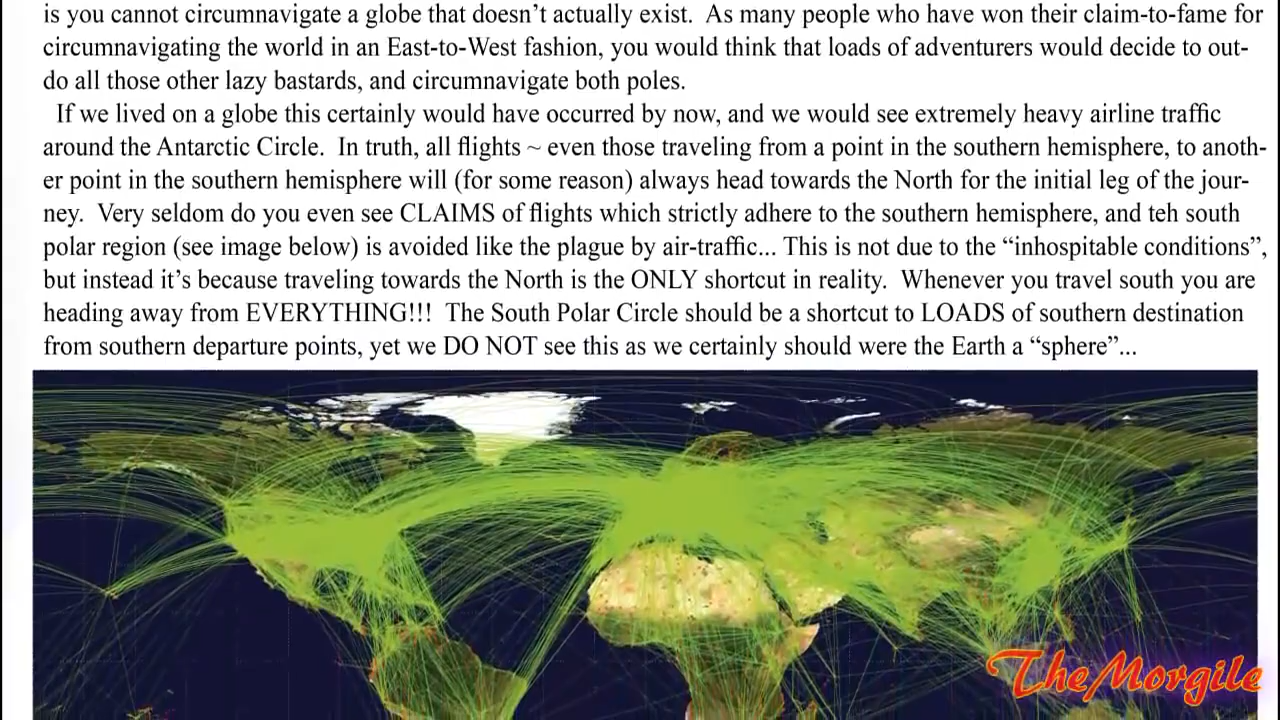 is you cannot circumnavigate a globe that doesn’t actually exist.  As many people who have won their claim-to-fame for
circumnavigating the world in an East-to-West fashion, you would think that loads of adventurers would decide to out-
do all those other lazy bastards, and circumnavigate both poles.
If we lived on a globe this certainly would have occurred by now, and we would see extremely heavy airline traffic
around the Antarctic Circle.  In truth, all flights ~ even those traveling from a point in the southern hemisphere, to anoth-
er point in the southern hemisphere will (for some reason) always head towards the North for the initial leg of the jour-
ney.  Very seldom do you even see CLAIMS of flights which strictly adhere to the southern hemisphere, and teh south
polar region (see image below) is avoided like the plague by air-traffic... This is not due to the “inhospitable conditions”,
but instead it’s because traveling towards the North is the ONLY shortcut in reality.  Whenever you travel south you are
heading away from EVERYTHING!!!  The South Polar Circle should be a shortcut to LOADS of southern destination
from southern departure points, yet we DO NOT see this as we certainly should were the Earth a “sphere”...
TheMorgile